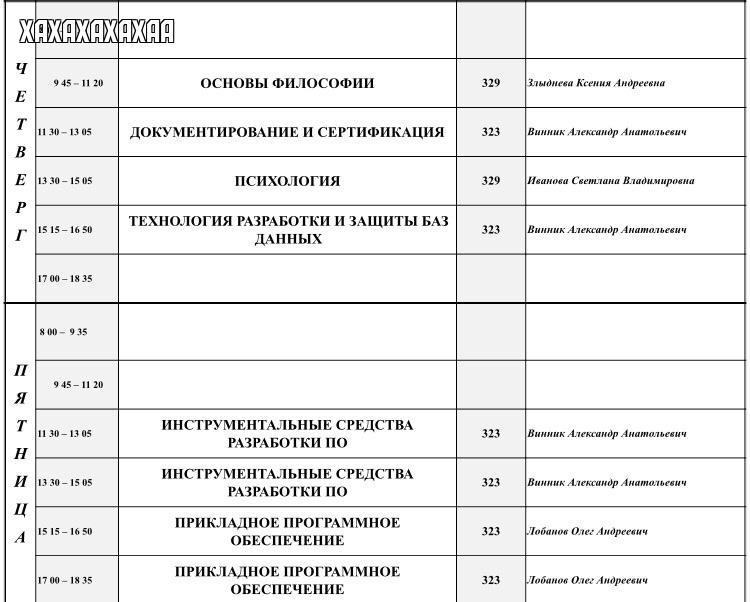 ХАХАХАХАХАА
ЧЕТВЕРГ
9 45 – 11 20 ОСНОВЫ ФИЛОСОФИИ 329 Злыднева Ксения Андреевна
11 30 – 13 05 ДОКУМЕНТИРОВАНИЕ И СЕРТИФИКАЦИЯ 323 Винник Александр Анатольевич
13 30 – 15 05 ПСИХОЛОГИЯ 329 Иванова Светлана Владимировна
15 15 – 16 50 ТЕХНОЛОГИЯ РАЗРАБОТКИ И ЗАЩИТЫ БАЗ
ДАННЫХ 323 Винник Александр Анатольевич
17 00 – 18 35
ПЯТНИЦА
8 00 – 9 35
9 45 – 11 20
11 30 – 13 05 ИНСТРУМЕНТАЛЬНЫЕ СРЕДСТВА
РАЗРАБОТКИ ПО 323 Винник Александр Анатольевич
13 30 – 15 05 ИНСТРУМЕНТАЛЬНЫЕ СРЕДСТВА
РАЗРАБОТКИ ПО 323 Винник Александр Анатольевич
15 15 – 16 50 ПРИКЛАДНОЕ ПРОГРАММНОЕ
ОБЕСПЕЧЕНИЕ 323 Лобанов Олег Андреевич
17 00 – 18 35 ПРИКЛАДНОЕ ПРОГРАММНОЕ
ОБЕСПЕЧЕНИЕ 323 Лобанов Олег Андреевич